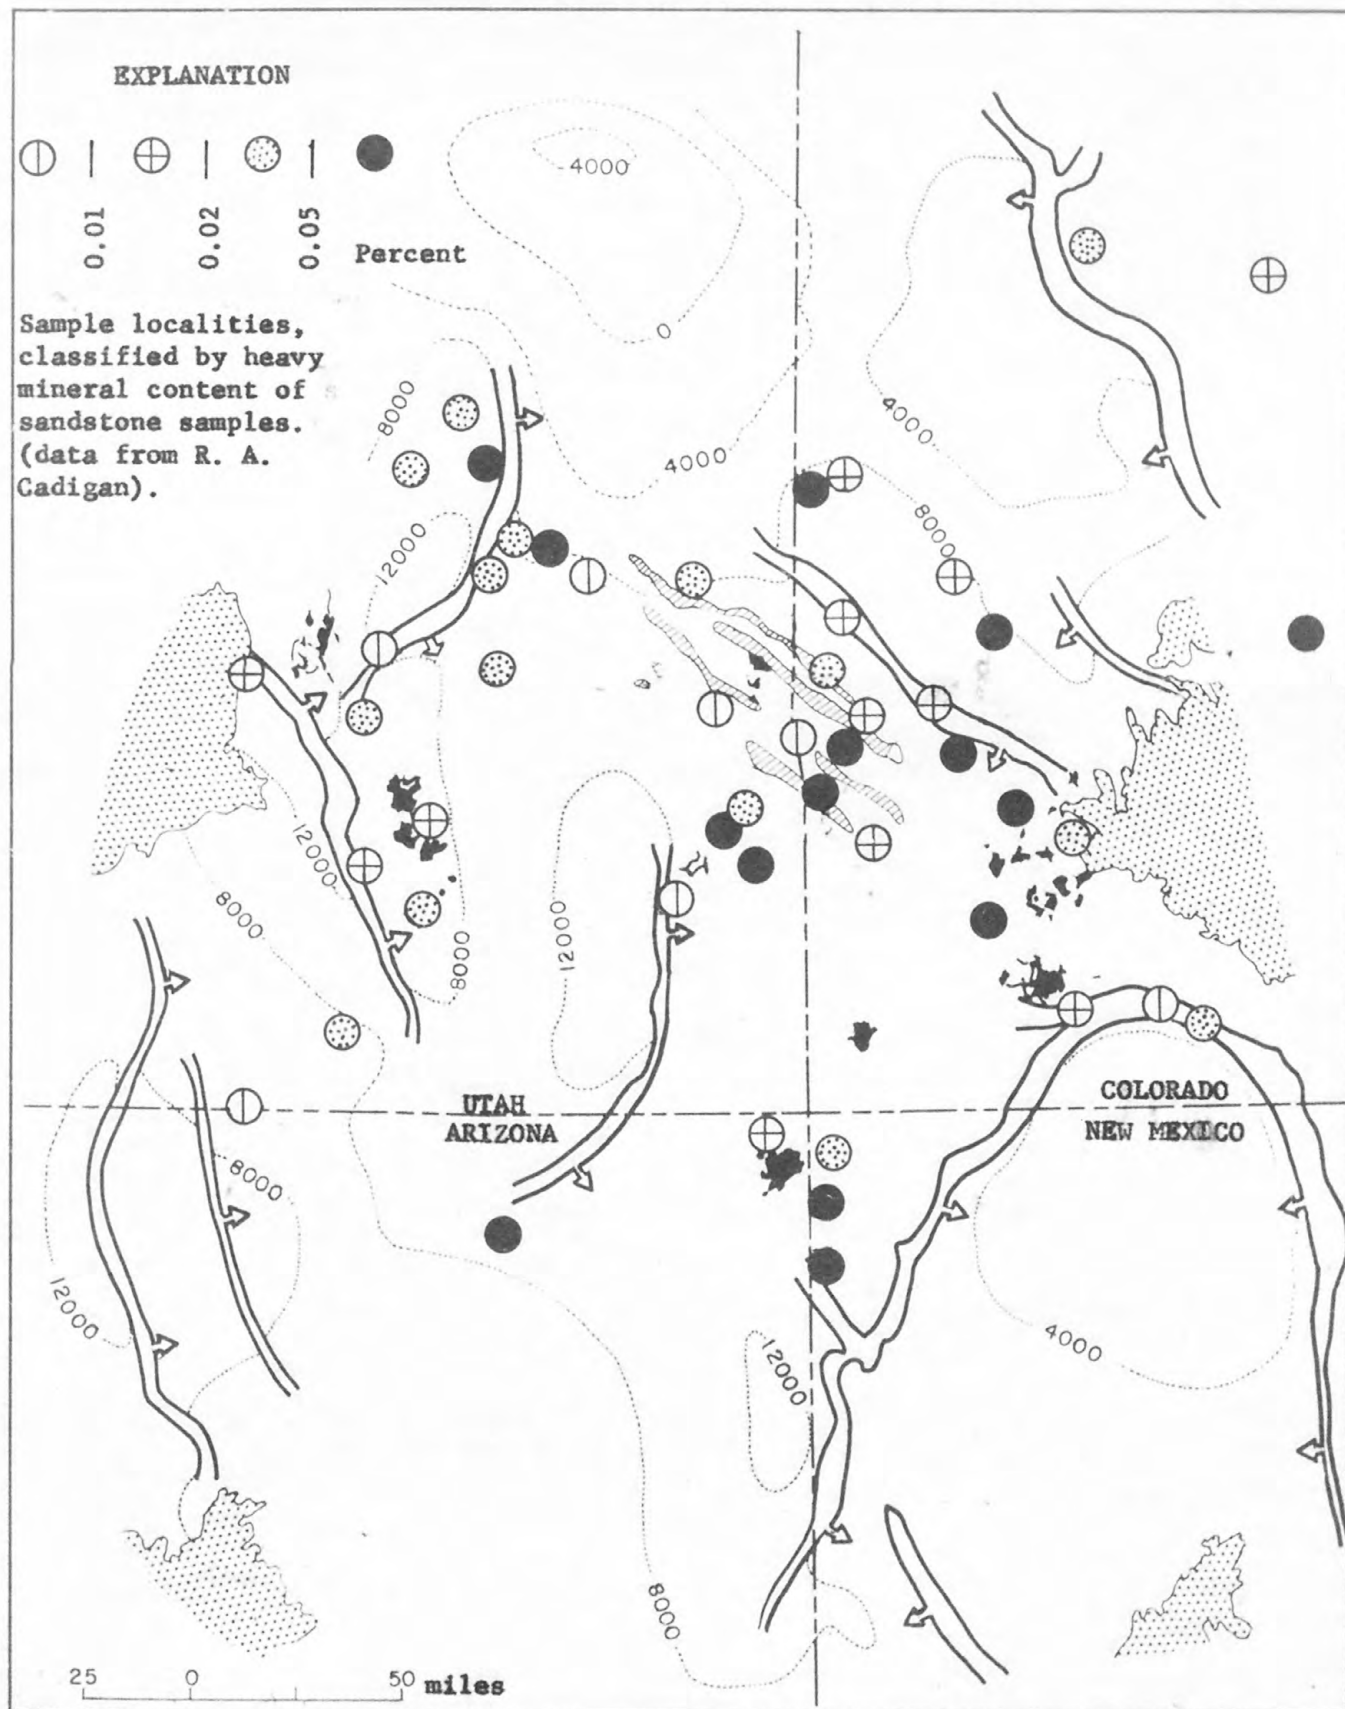 EXPLANATION
0.01
0.02
0.05
Percent
Sample localities,
classified by heavy
mineral content of
sandstone samples.
(data from R. A.
Cadigan).
4000
0
8000
4000
4000
8000
12000
12000
8000
8000
12000
UTAH
ARIZONA
COLORADO
NEW MEXICO
8000
12000
12000
4000
8000
25 0 50 miles